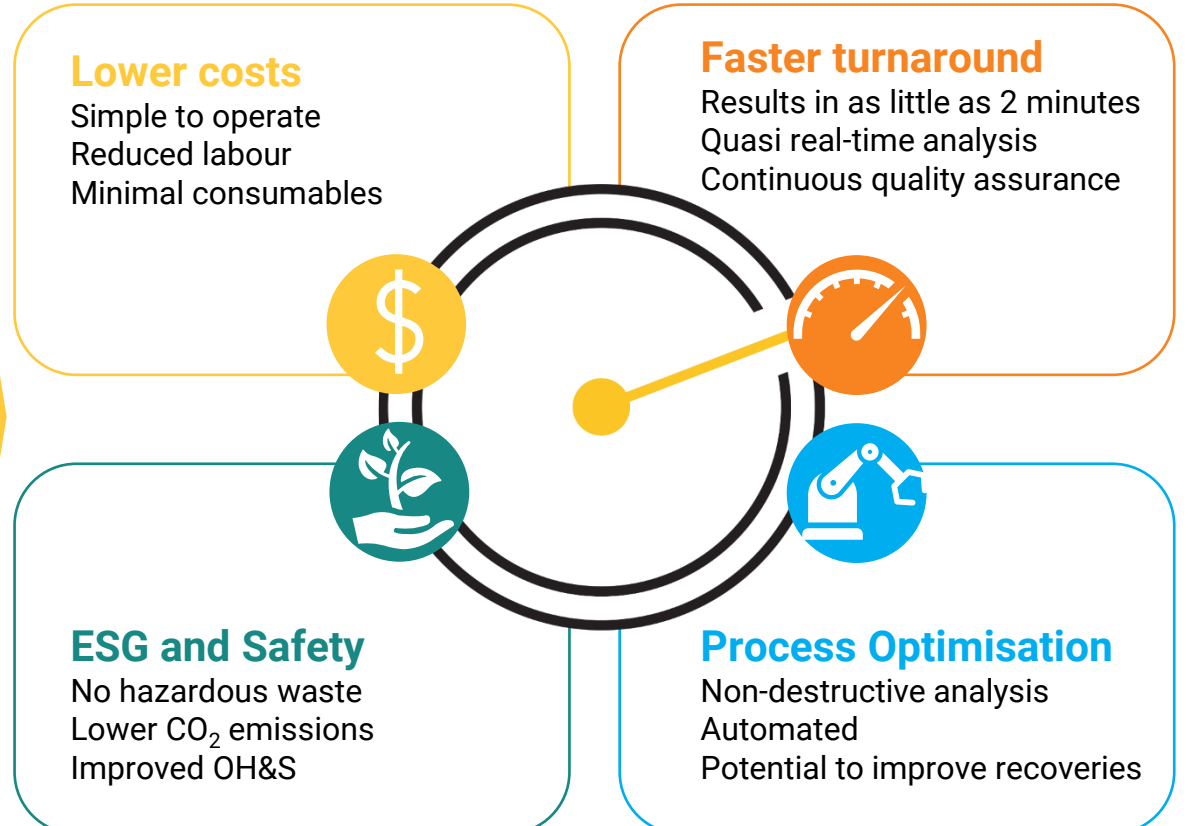 Lower costs
Simple to operate
Reduced labour
Minimal consumables
Faster turnaround
Results in as little as 2 minutes
Quasi real-time analysis
Continuous quality assurance
$
ESG and Safety
No hazardous waste
Lower CO₂ emissions
Improved OH&S
Process Optimisation
Non-destructive analysis
Automated
Potential to improve recoveries